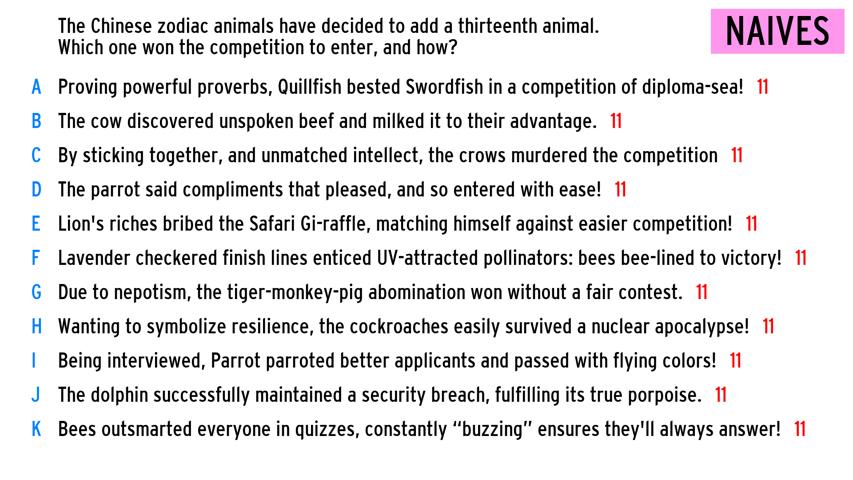 The Chinese zodiac animals have decided to add a thirteenth animal.
Which one won the competition to enter, and how?
NAIVES
A Proving powerful proverbs, Quillfish bested Swordfish in a competition of diploma-sea! 11
B The cow discovered unspoken beef and milked it to their advantage. 11
C By sticking together, and unmatched intellect, the crows murdered the competition 11
D The parrot said compliments that pleased, and so entered with ease! 11
E Lion's riches bribed the Safari Gi-raffle, matching himself against easier competition! 11
F Lavender checkered finish lines enticed UV-attracted pollinators: bees bee-lined to victory! 11
G Due to nepotism, the tiger-monkey-pig abomination won without a fair contest. 11
H Wanting to symbolize resilience, the cockroaches easily survived a nuclear apocalypse! 11
I Being interviewed, Parrot parroted better applicants and passed with flying colors! 11
J The dolphin successfully maintained a security breach, fulfilling its true porpoise. 11
K Bees outsmarted everyone in quizzes, constantly “buzzing” ensures they'll always answer! 11